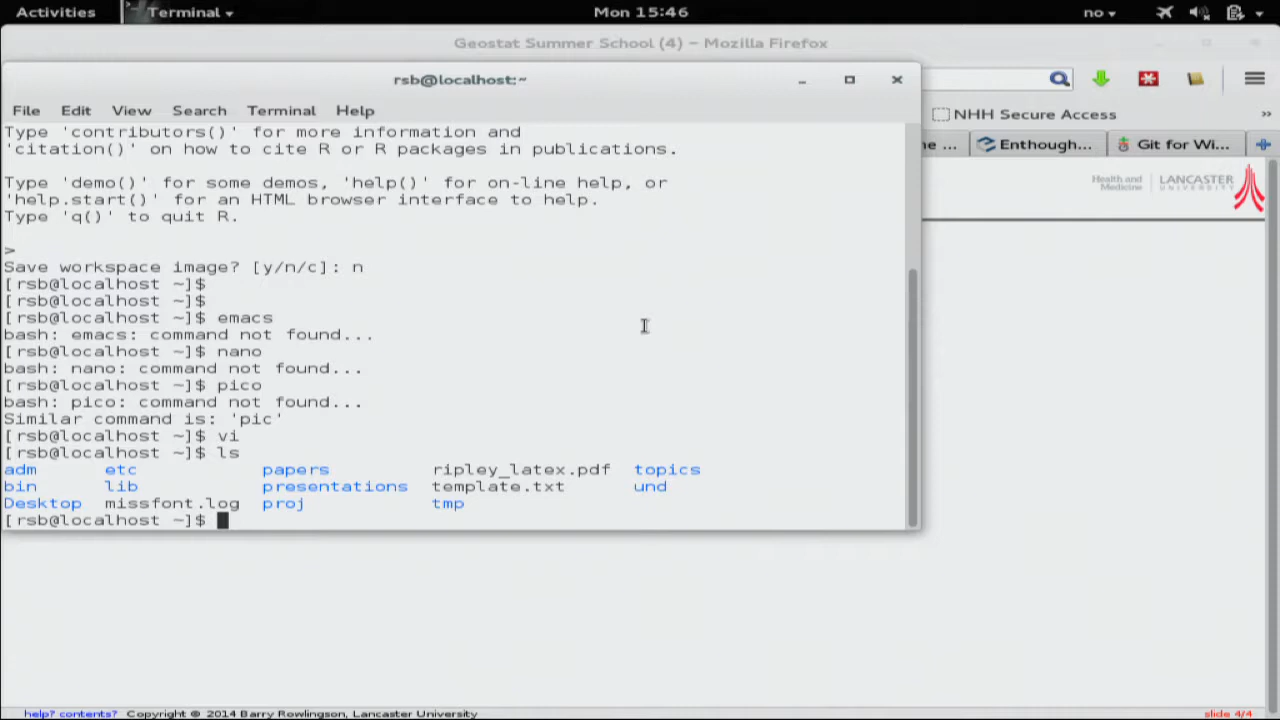 Activities Terminal Mon 15:46 no
Geostat Summer School (4) – Mozilla Firefox
rsb@localhost:~
File Edit View Search Terminal Help
NHH Secure Access »
ne ... Enthough... Git for Wi...
Type 'contributors()' for more information and
'citation()' on how to cite R or R packages in publications.
Type 'demo()' for some demos, 'help()' for on-line help, or
'help.start()' for an HTML browser interface to help.
Type 'q()' to quit R.
>
Save workspace image? [y/n/c]: n
[rsb@localhost ~]$
[rsb@localhost ~]$
[rsb@localhost ~]$ emacs
bash: emacs: command not found...
[rsb@localhost ~]$ nano
bash: nano: command not found...
[rsb@localhost ~]$ pico
bash: pico: command not found...
Similar command is: 'pic'
[rsb@localhost ~]$ vi
[rsb@localhost ~]$ ls
adm etc papers ripley_latex.pdf topics
bin lib presentations template.txt und
Desktop missfont.log proj tmp
[rsb@localhost ~]$
Health and Medicine LANCASTER UNIVERSITY
help? contents? Copyright © 2014 Barry Rowlingson, Lancaster University slide 4/4